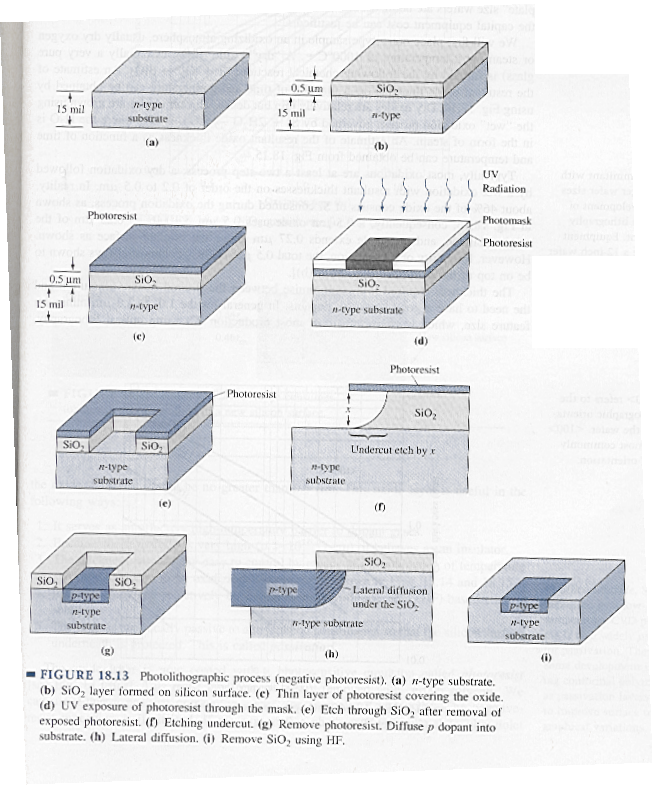 15 mil
n-type
substrate
(a)
0.5 µm
SiO2
15 mil
n-type
(b)
Photoresist
0.5 µm
SiO2
15 mil
n-type
(c)
UV
Radiation
Photomask
Photoresist
SiO2
n-type substrate
(d)
Photoresist
SiO2 SiO2
n-type
substrate
(e)
Photoresist
x
SiO2
Undercut etch by x
n-type
substrate
(f)
SiO2 SiO2
p-type
n-type
substrate
(g)
SiO2
p-type
Lateral diffusion
under the SiO2
n-type substrate
(h)
p-type
n-type
substrate
(i)
FIGURE 18.13 Photolithographic process (negative photoresist). (a) n-type substrate.
(b) SiO2 layer formed on silicon surface. (c) Thin layer of photoresist covering the oxide.
(d) UV exposure of photoresist through the mask. (e) Etch through SiO2 after removal of
exposed photoresist. (f) Etching undercut. (g) Remove photoresist. Diffuse p dopant into
substrate. (h) Lateral diffusion. (i) Remove SiO2 using HF.